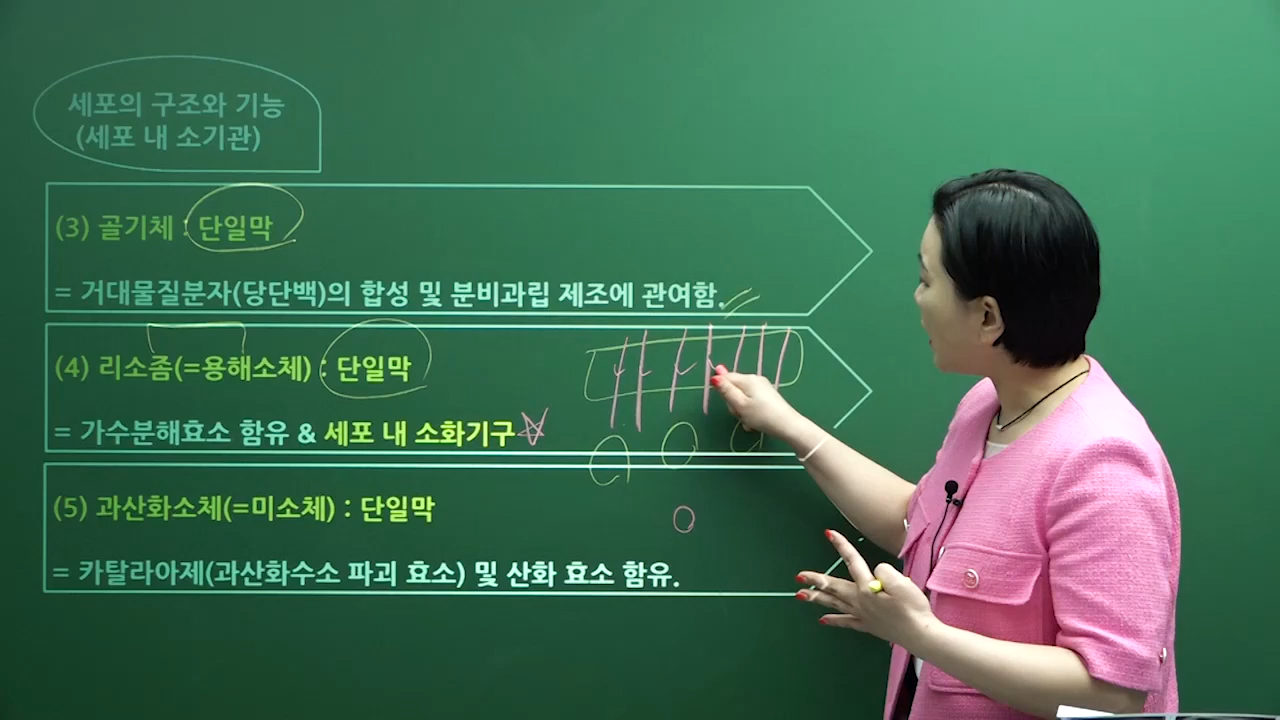 세포의 구조와 기능
(세포 내 소기관)
(3) 골기체 : 단일막
= 거대물질분자(당단백)의 합성 및 분비과립 제조에 관여함.
(4) 리소좀(=용해소체) : 단일막
= 가수분해효소 함유 & 세포 내 소화기구
(5) 과산화소체(=미소체) : 단일막
= 카탈라아제(과산화수소 파괴 효소) 및 산화 효소 함유.